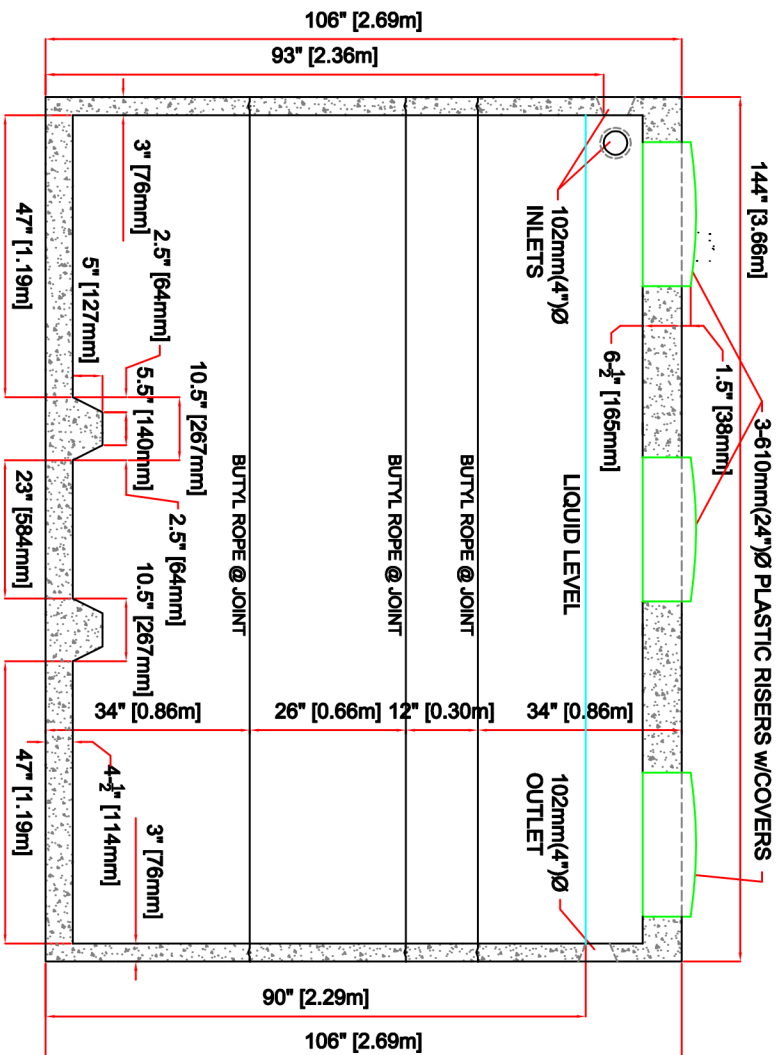 106" [2.69m]
93" [2.36m]
144" [3.66m]
3-610mm(24")Ø PLASTIC RISERS w/COVERS
1.5" [38mm]
6-1/2" [165mm]
102mm(4")Ø
INLETS
3" [76mm]
47" [1.19m]
2.5" [64mm]
5" [127mm]
10.5" [267mm]
5.5" [140mm]
LIQUID LEVEL
BUTYL ROPE @ JOINT
BUTYL ROPE @ JOINT
BUTYL ROPE @ JOINT
23" [584mm]
2.5" [64mm]
10.5" [267mm]
34" [0.86m]
26" [0.66m]
12" [0.30m]
34" [0.86m]
47" [1.19m]
4-1/2" [114mm]
3" [76mm]
102mm(4")Ø
OUTLET
90" [2.29m]
106" [2.69m]